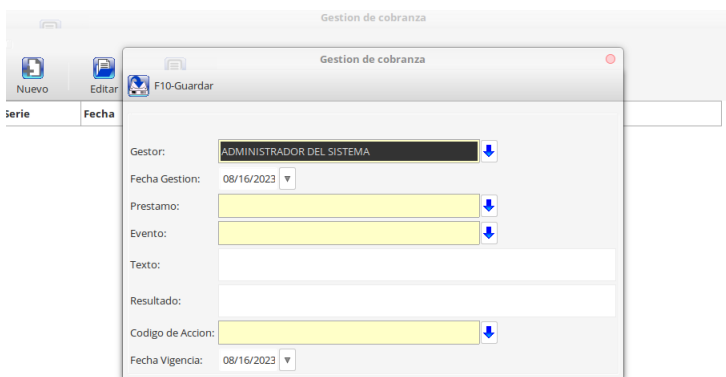 Gestion de cobranza
Nuevo
Editar
Serie
Fecha
Gestion de cobranza
F10-Guardar
Gestor: ADMINISTRADOR DEL SISTEMA
Fecha Gestion: 08/16/2023
Prestamo:
Evento:
Texto:
Resultado:
Codigo de Accion:
Fecha Vigencia: 08/16/2023